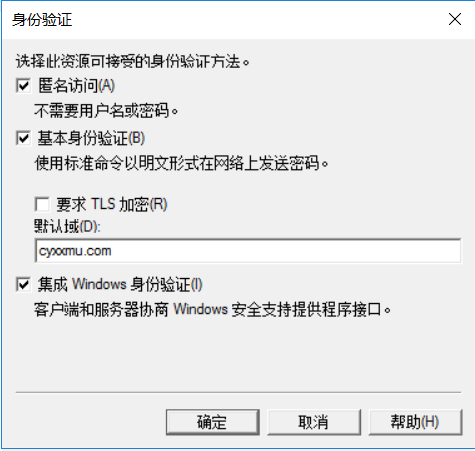 身份验证
选择此资源可接受的身份验证方法。
匿名访问(A)
不需要用户名或密码。
基本身份验证(B)
使用标准命令以明文形式在网络上发送密码。
要求 TLS 加密(R)
默认域(D):
cyxxmu.com
集成 Windows 身份验证(I)
客户端和服务器协商 Windows 安全支持提供程序接口。
确定 取消 帮助(H)